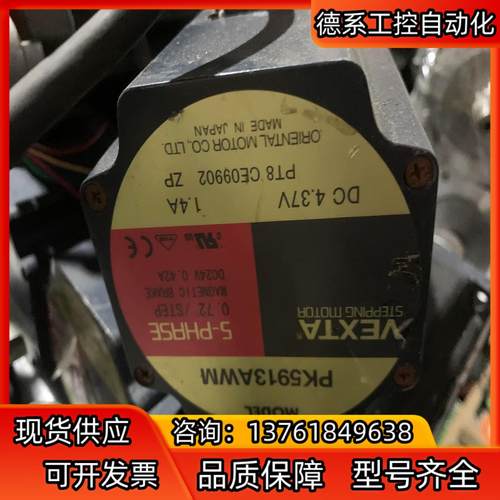 德系工控自动化
MODEL
PK5913AWM
VEXTA®
STEPPING MOTOR
5-PHASE
0.72°/STEP
MAGNETIC BRAKE
DC24V 0.42A
DC 4.37V 1.4A
PT8 CE09902 ZP
ORIENTAL MOTOR CO.,LTD.
MADE IN JAPAN
现货供应
咨询：13761849638
可开发票
品质保障
型号齐全